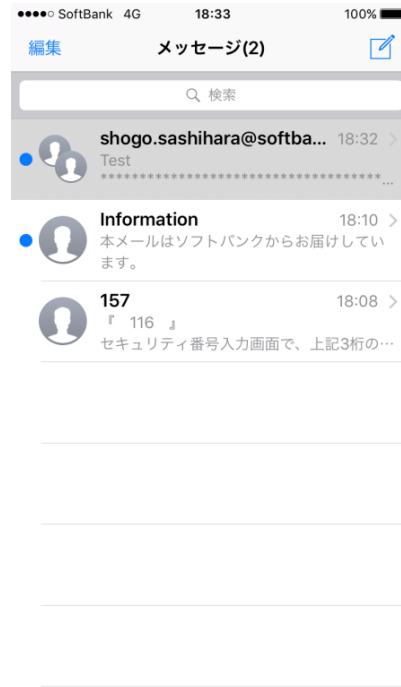 ●●●●○ SoftBank 4G 18:33 100%
編集 メッセージ(2)
検索
shogo.sashihara@softba... 18:32
Test
************************************...
Information 18:10
本メールはソフトバンクからお届けしてい
ます。
157 18:08
『 116 』
セキュリティ番号入力画面で、上記3桁の…